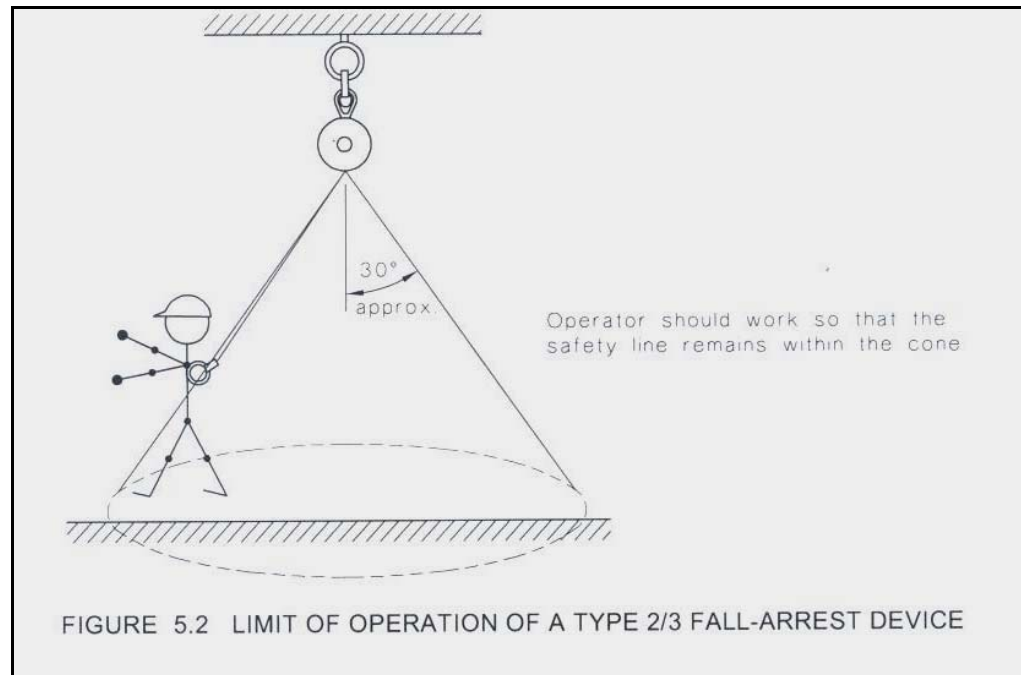 30°
approx.
Operator should work so that the
safety line remains within the cone
FIGURE 5.2 LIMIT OF OPERATION OF A TYPE 2/3 FALL-ARREST DEVICE